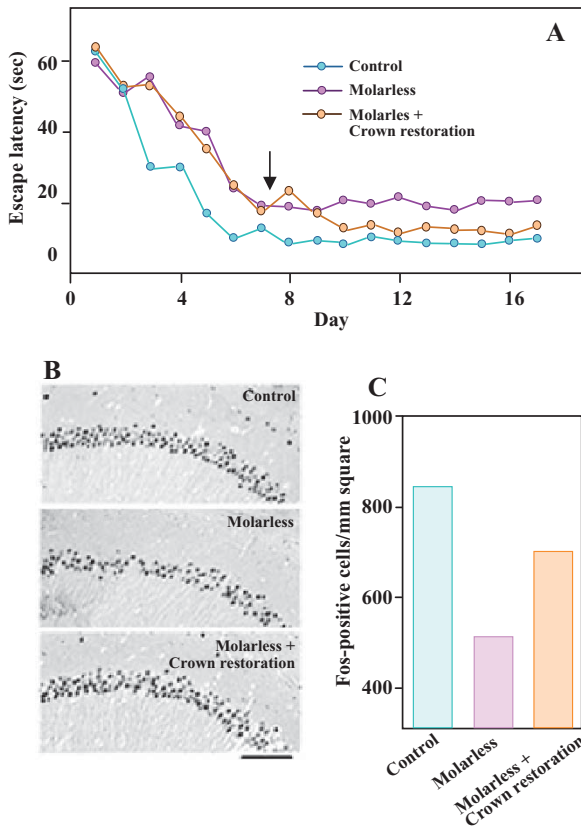 A
Escape latency (sec)
60
40
20
0
Control
Molarless
Molarles +
Crown restoration
0
4
8
12
16
Day
B
Control
Molarless
Molarless +
Crown restoration
C
Fos-positive cells/mm square
1000
800
600
400
Control
Molarless
Molarless +
Crown restoration